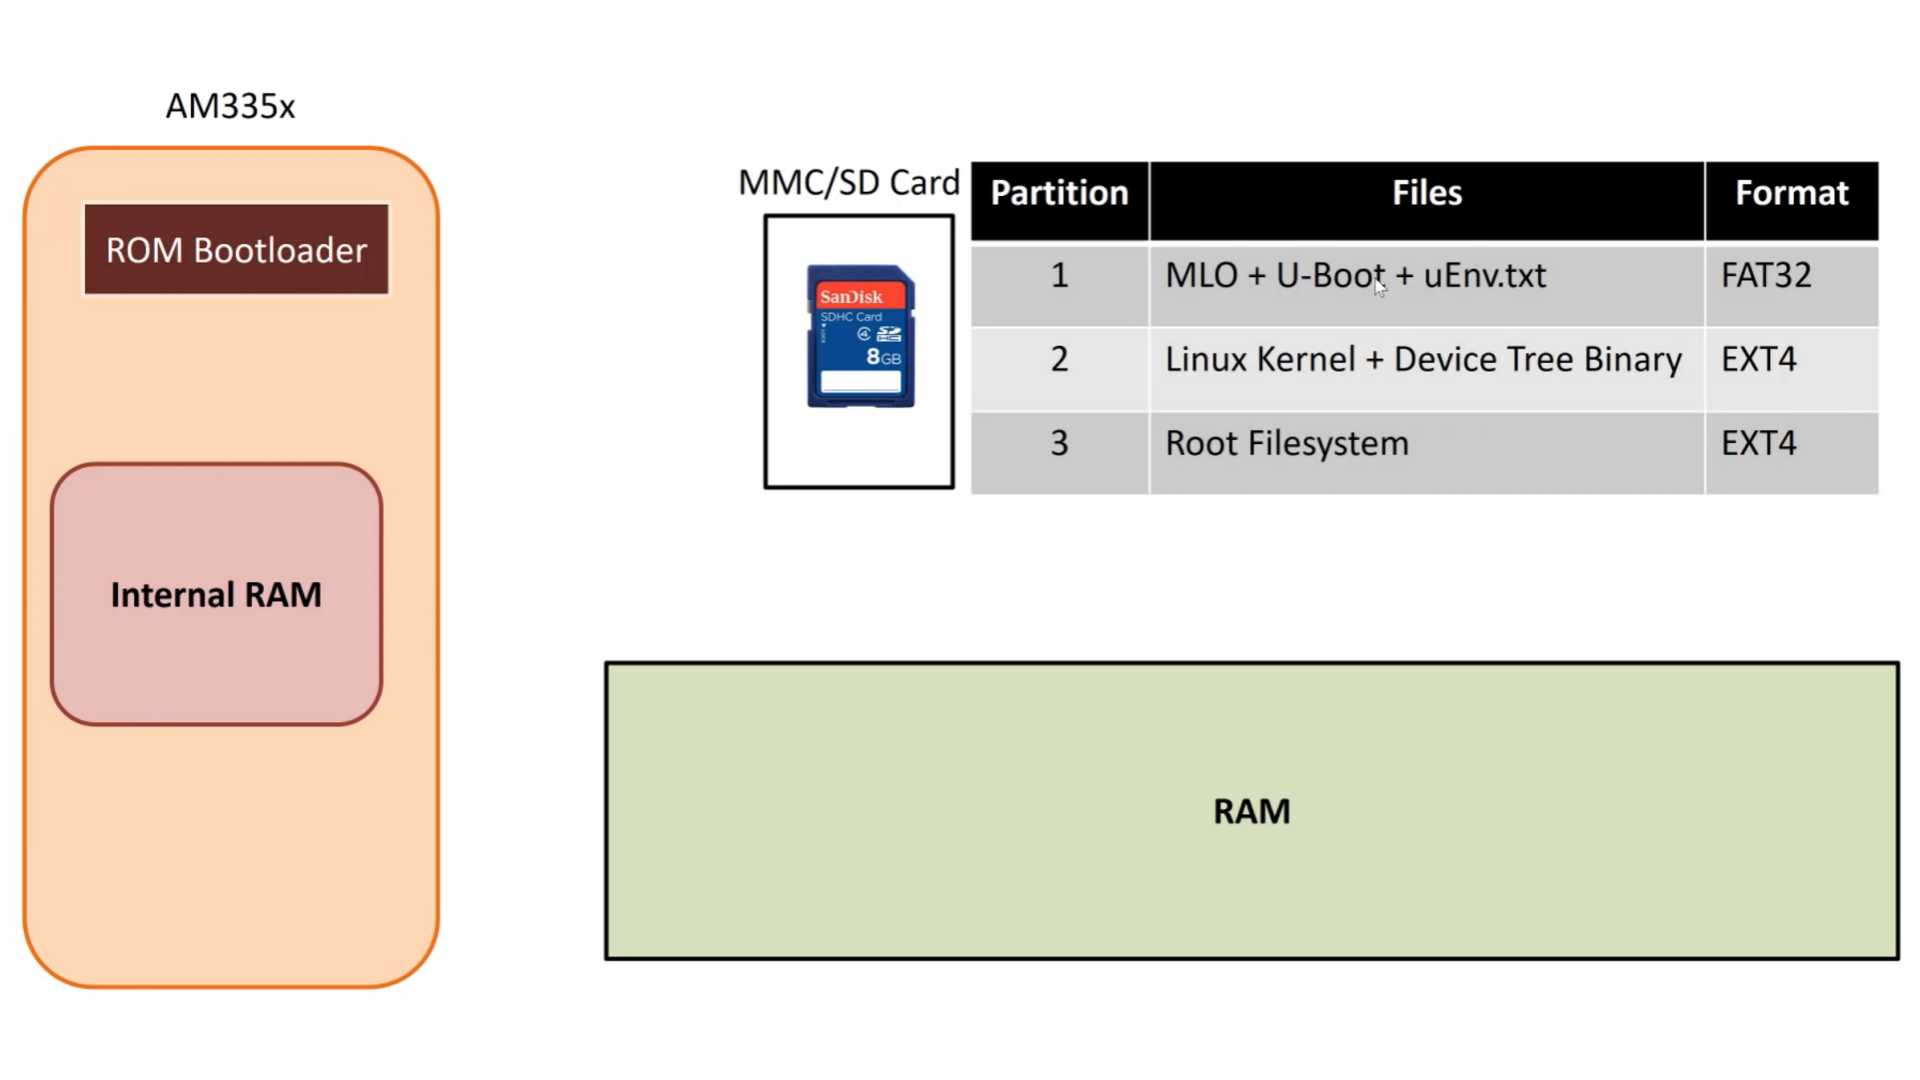 AM335x
ROM Bootloader
Internal RAM
MMC/SD Card
SanDisk
SDHC Card
4
8GB
Partition Files Format
1 MLO + U-Boot + uEnv.txt FAT32
2 Linux Kernel + Device Tree Binary EXT4
3 Root Filesystem EXT4
RAM